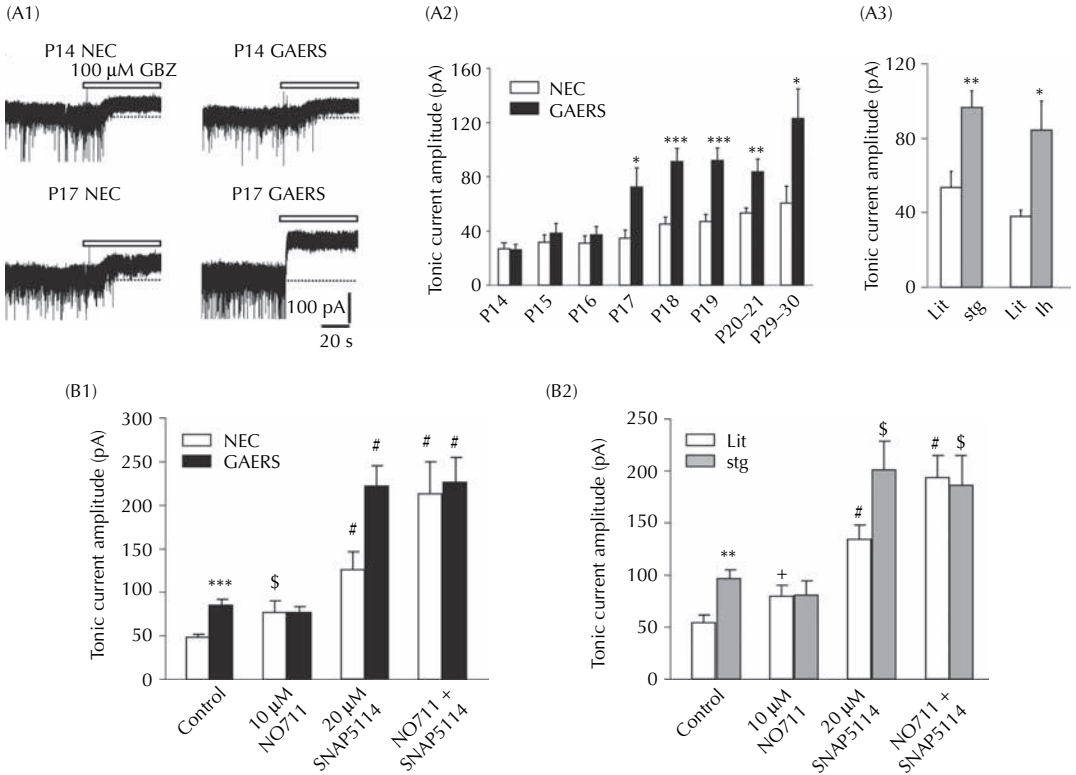 (A1)
P14 NEC
100 µM GBZ
P14 GAERS
P17 NEC
P17 GAERS
100 pA
20 s
(A2)
Tonic current amplitude (pA)
160
120
80
40
0
NEC
GAERS
*
***
***
**
*
P14
P15
P16
P17
P18
P19
P20–21
P29–30
(A3)
Tonic current amplitude (pA)
120
80
40
0
**
*
Lit
stg
Lit
lh
(B1)
Tonic current amplitude (pA)
300
250
200
150
100
50
0
NEC
GAERS
***
$
#
#
#
#
Control
10 µM
NO711
20 µM
SNAP5114
NO711 +
SNAP5114
(B2)
Tonic current amplitude (pA)
250
200
150
100
50
0
Lit
stg
**
+
#
$
#
$
Control
10 µM
NO711
20 µM
SNAP5114
NO711 +
SNAP5114